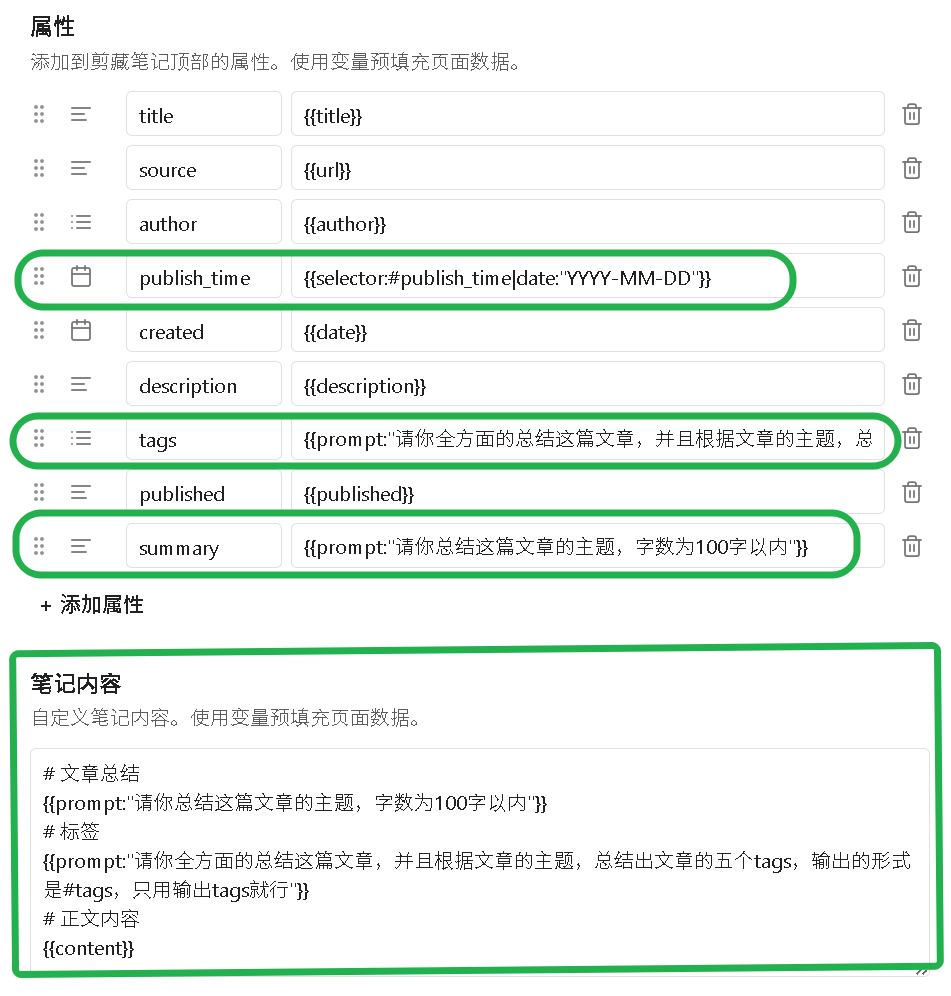 属性
添加到剪藏笔记顶部的属性。使用变量预填充页面数据。
title {{title}}
source {{url}}
author {{author}}
publish_time {{selector:#publish_time|date:"YYYY-MM-DD"}}
created {{date}}
description {{description}}
tags {{prompt:"请你全方面的总结这篇文章，并且根据文章的主题，总
published {{published}}
summary {{prompt:"请你总结这篇文章的主题，字数为100字以内"}}
+ 添加属性
笔记内容
自定义笔记内容。使用变量预填充页面数据。
# 文章总结
{{prompt:"请你总结这篇文章的主题，字数为100字以内"}}
# 标签
{{prompt:"请你全方面的总结这篇文章，并且根据文章的主题，总结出文章的五个tags，输出的形式
是#tags，只用输出tags就行"}}
# 正文内容
{{content}}